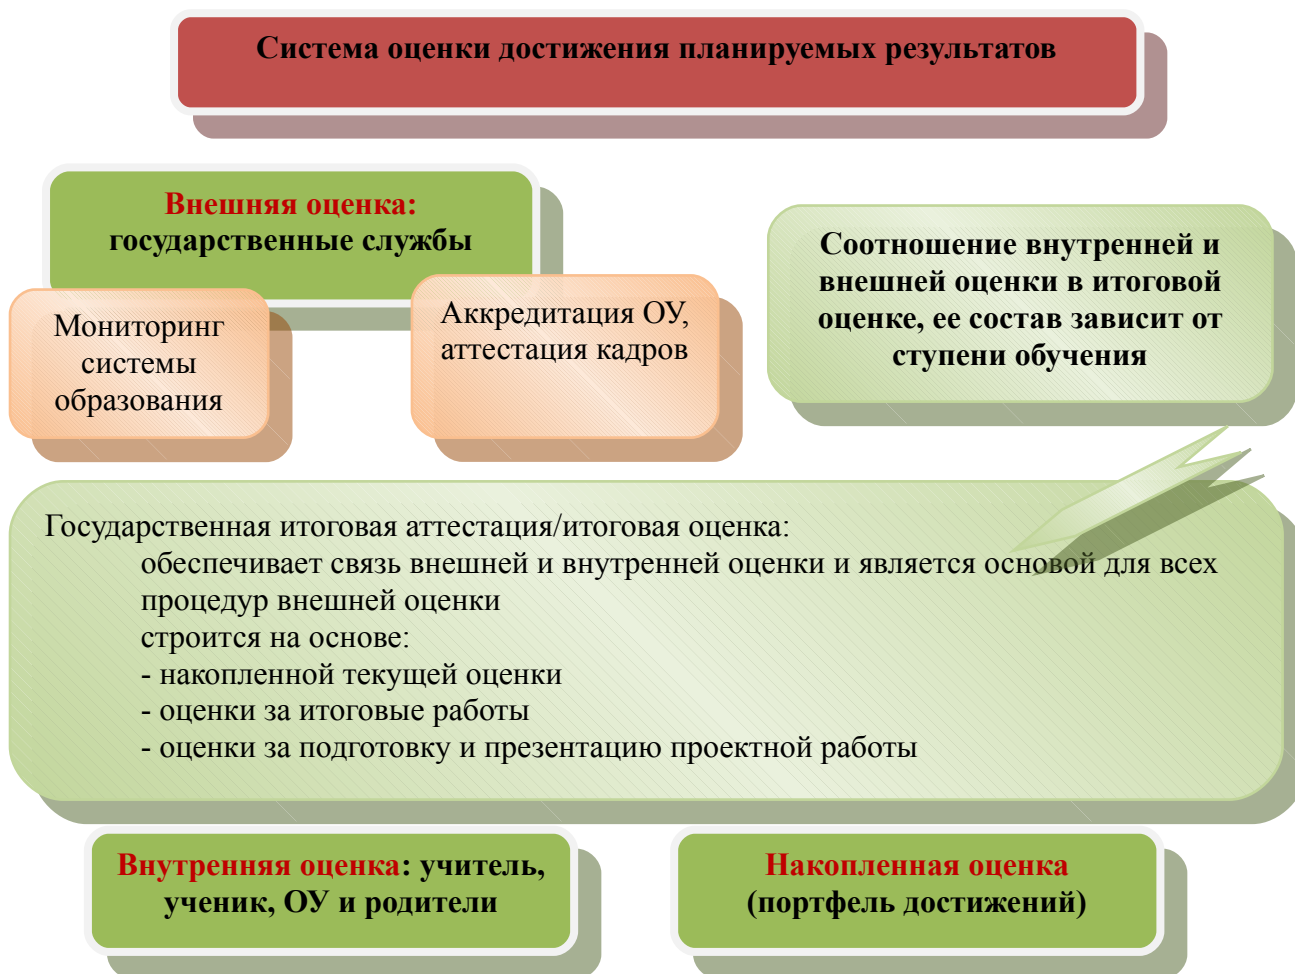 Система оценки достижения планируемых результатов
Внешняя оценка:
государственные службы
Мониторинг
системы
образования
Аккредитация ОУ,
аттестация кадров
Соотношение внутренней и
внешней оценки в итоговой
оценке, ее состав зависит от
ступени обучения
Государственная итоговая аттестация/итоговая оценка:
обеспечивает связь внешней и внутренней оценки и является основой для всех
процедур внешней оценки
строится на основе:
- накопленной текущей оценки
- оценки за итоговые работы
- оценки за подготовку и презентацию проектной работы
Внутренняя оценка: учитель,
ученик, ОУ и родители
Накопленная оценка
(портфель достижений)